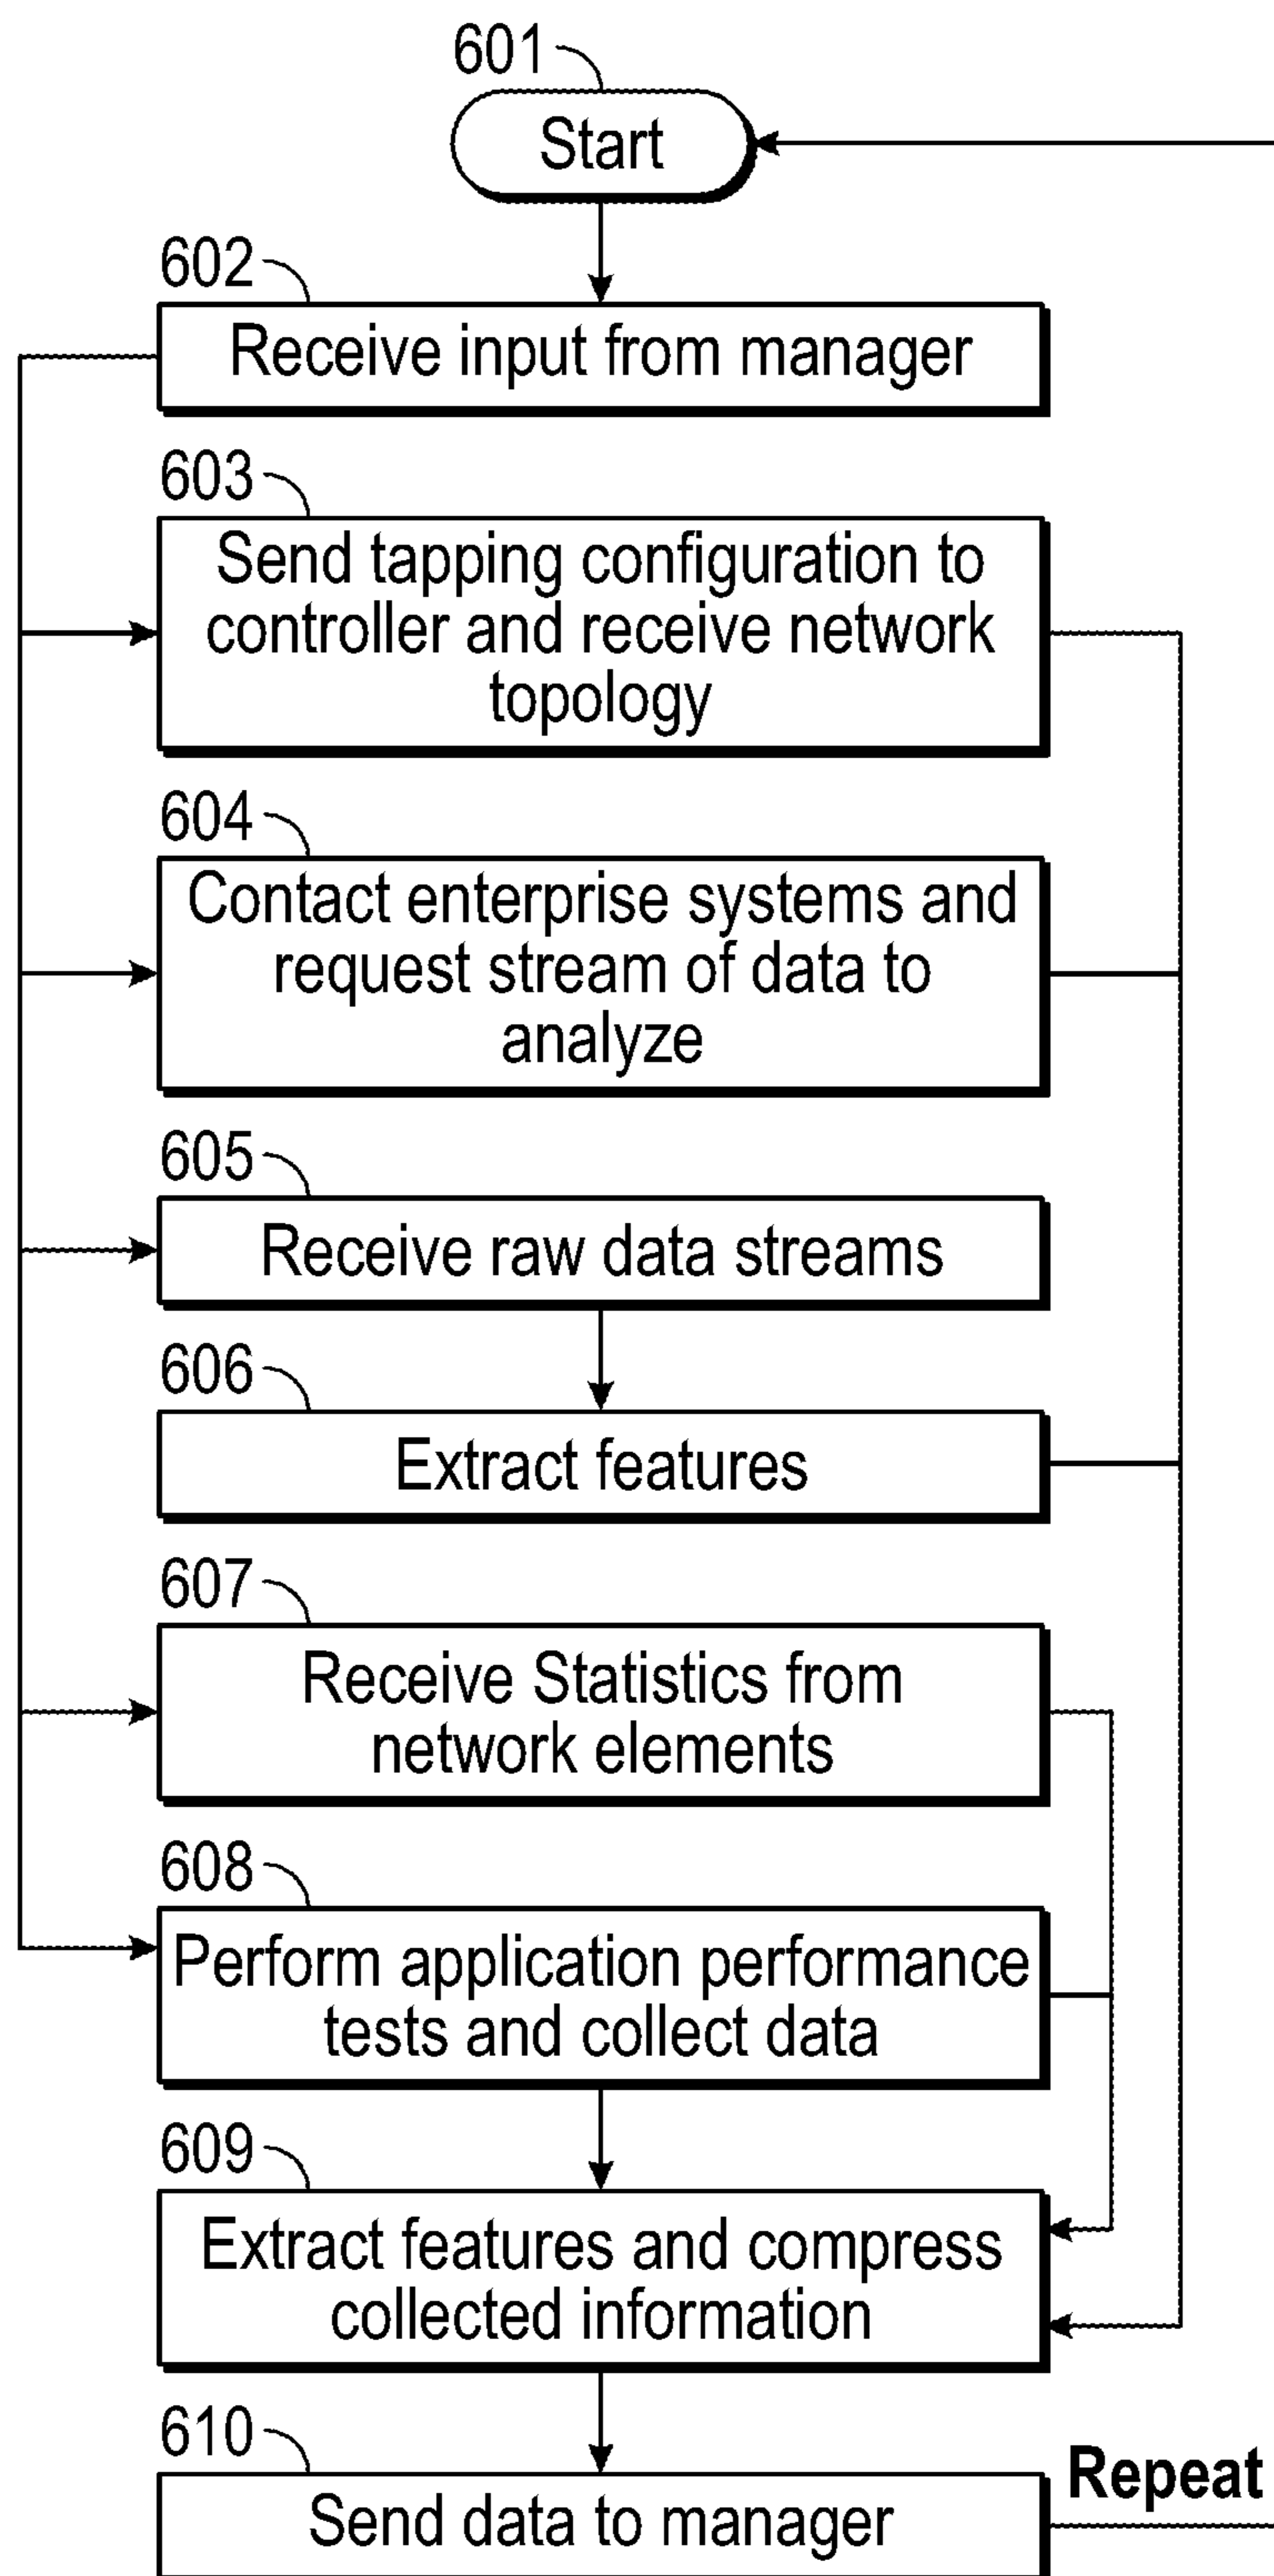 601
Start
602
Receive input from manager
603
Send tapping configuration to
controller and receive network
topology
604
Contact enterprise systems and
request stream of data to
analyze
605
Receive raw data streams
606
Extract features
607
Receive Statistics from
network elements
608
Perform application performance
tests and collect data
609
Extract features and compress
collected information
610
Send data to manager
Repeat